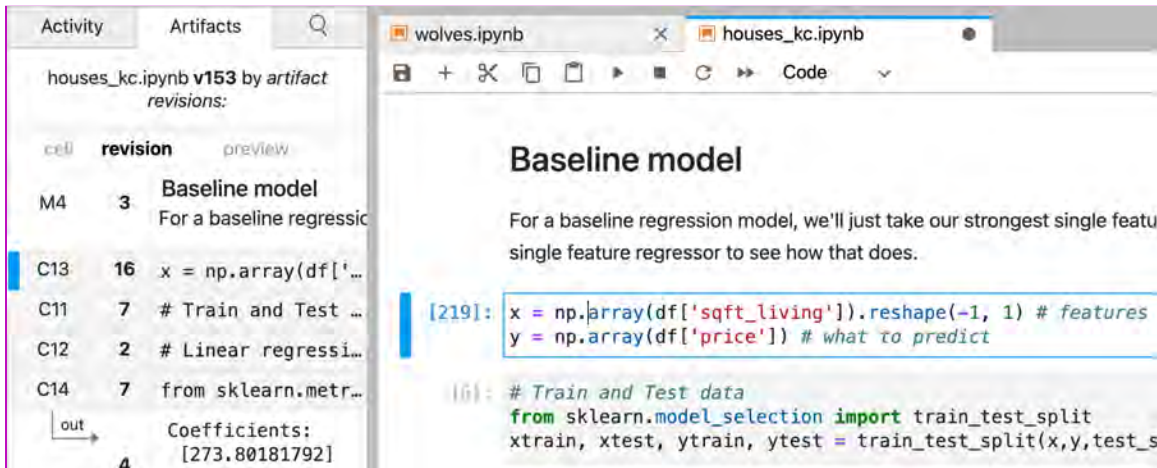 Activity Artifacts
houses_kc.ipynb v153 by artifact
revisions:
cell revision preview
M4 3 Baseline model
For a baseline regressic
C13 16 x = np.array(df['…
C11 7 # Train and Test …
C12 2 # Linear regressi…
C14 7 from sklearn.metr…
out Coefficients:
[273.80181792]
4
wolves.ipynb houses_kc.ipynb
Code
Baseline model
For a baseline regression model, we'll just take our strongest single featu
single feature regressor to see how that does.
[219]: x = np.array(df['sqft_living']).reshape(-1, 1) # features
y = np.array(df['price']) # what to predict
[6]: # Train and Test data
from sklearn.model_selection import train_test_split
xtrain, xtest, ytrain, ytest = train_test_split(x,y,test_s